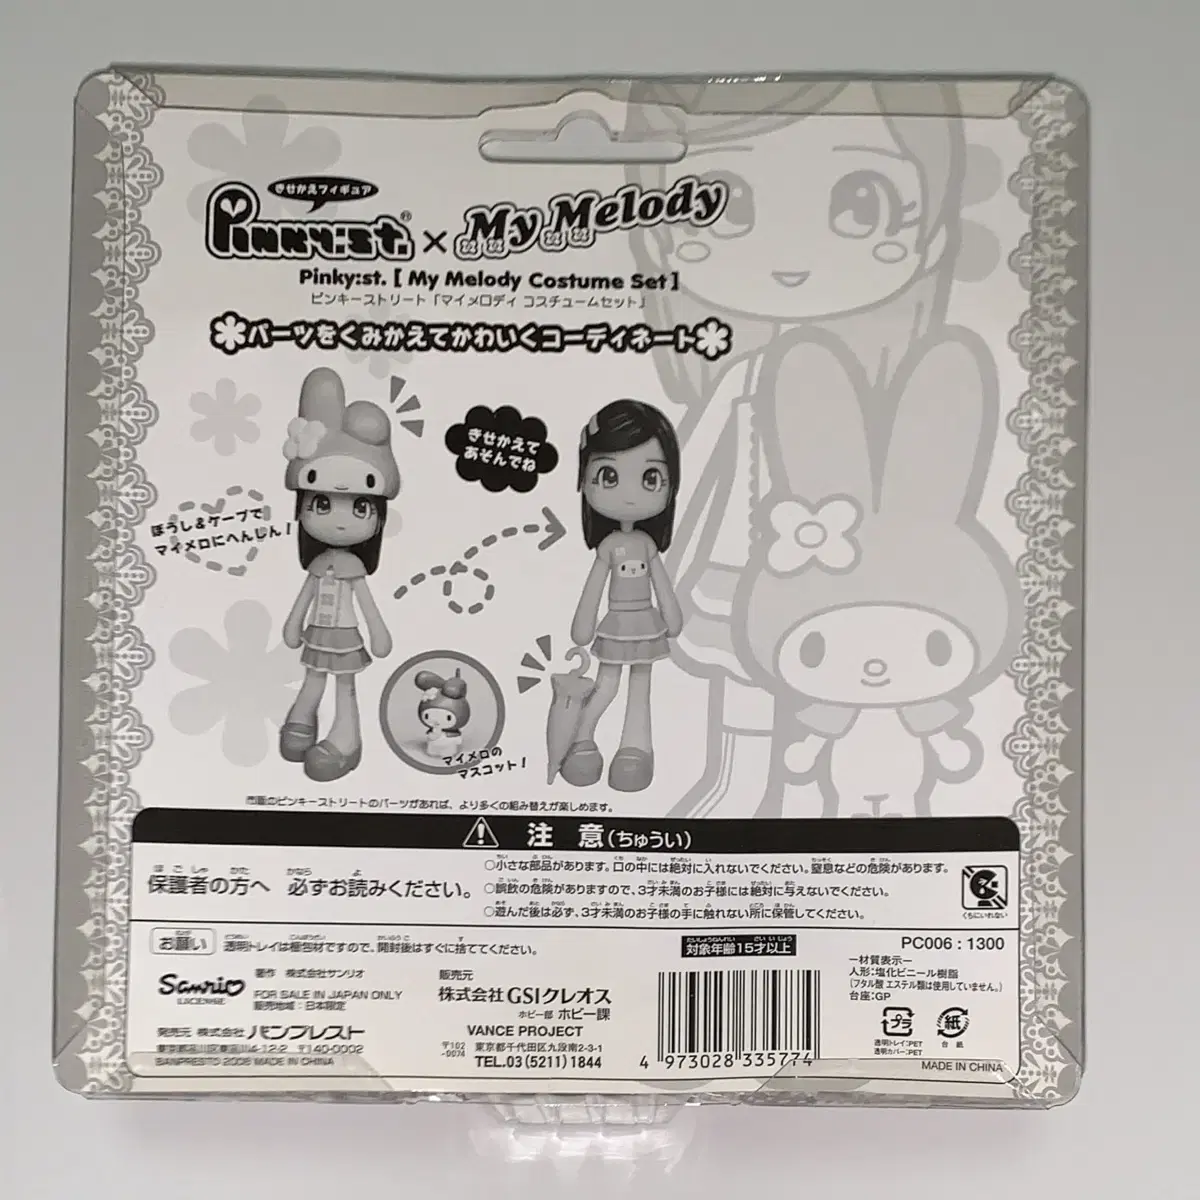 きせかえフィギュア
Pinky:st.® × My Melody
Pinky:st. [ My Melody Costume Set ]
ピンキーストリート「マイメロディ コスチュームセット」
パーツをくみかえてかわいくコーディネート
きせかえて
あそんでね
ぼうし&ケープで
マイメロにへんじん!
マイメロの
マスコット!
市販のピンキーストリートのパーツがあれば、より多くの組み替えが楽しめます。
注意(ちゅうい)
保護者の方へ 必ずお読みください。
○小さな部品があります。口の中には絶対に入れないでください。窒息などの危険があります。
○誤飲の危険がありますので、3才未満のお子様には絶対に与えないでください。
○遊んだ後は必ず、3才未満のお子様の手に触れない所に保管してください。
くちにいれない
お願い 透明トレイは梱包材ですので、開封後はすぐに捨ててください。
対象年齢15才以上
PC006 : 1300
Sanrio
LICENSE
著作 株式会社サンリオ
FOR SALE IN JAPAN ONLY
販売地域:日本限定
発売元 株式会社バンプレスト
東京都品川区東品川4-12-2 〒140-0002
BANPRESTO 2006 MADE IN CHINA
販売元
株式会社GSIクレオス
ホビー部 ホビー課
VANCE PROJECT
〒102-0074 東京都千代田区九段南2-3-1
TEL.03(5211)1844
4 973028 335774
ー材質表示ー
人形:塩化ビニール樹脂
(フタル酸エステル類は使用していません。)
台座:GP
プラ
透明トレイ:PET
透明カバー:PET
紙
台紙
MADE IN CHINA